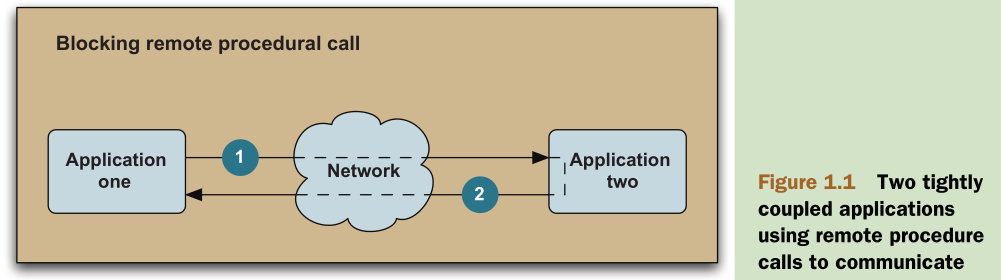 Blocking remote procedural call
Application
one
1
Network
2
Application
two
Figure 1.1 Two tightly
coupled applications
using remote procedure
calls to communicate